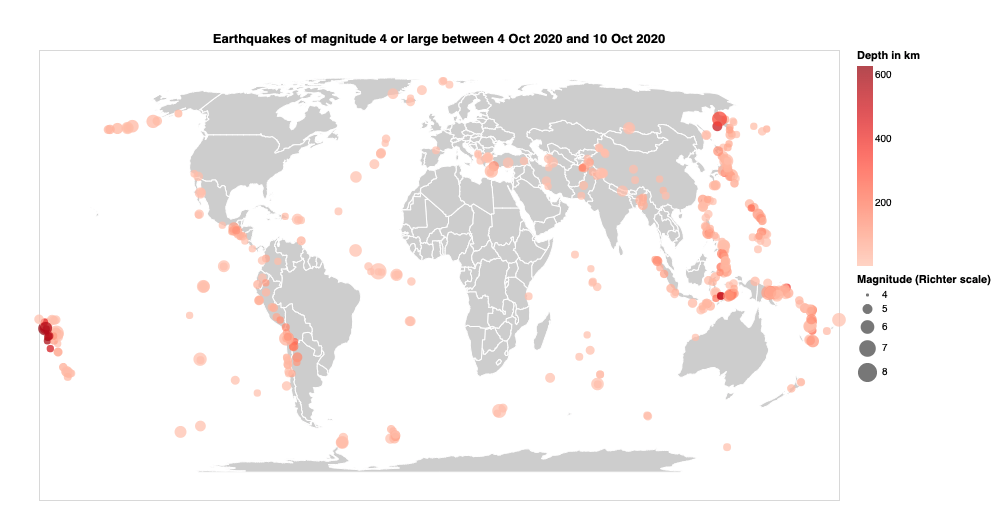 Earthquakes of magnitude 4 or large between 4 Oct 2020 and 10 Oct 2020
Depth in km
600
400
200
Magnitude (Richter scale)
4
5
6
7
8